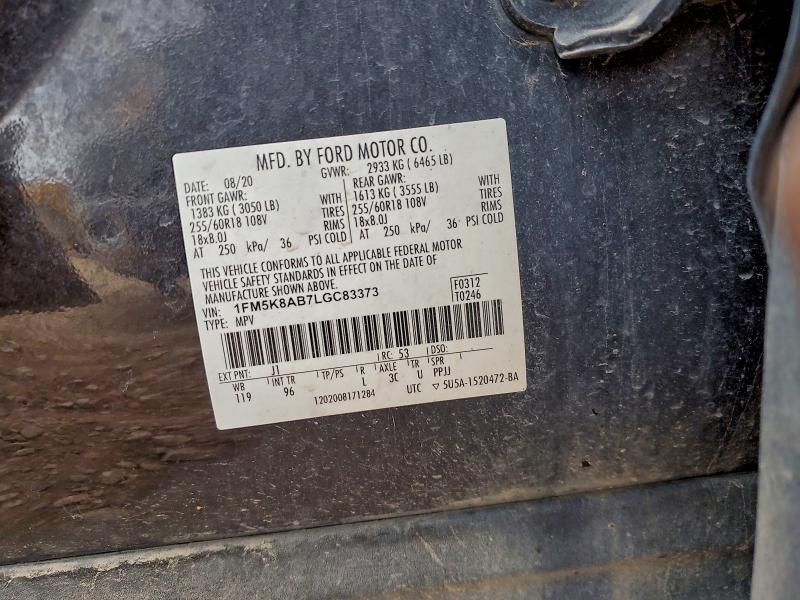 MFD. BY FORD MOTOR CO.
DATE: 08/20 GVWR: 2933 KG ( 6465 LB)
FRONT GAWR: REAR GAWR:
1383 KG ( 3050 LB) WITH 1613 KG ( 3555 LB) WITH
255/60R18 108V TIRES 255/60R18 108V TIRES
18x8.0J RIMS 18x8.0J RIMS
AT 250 kPa/ 36 PSI COLD AT 250 kPa/ 36 PSI COLD
THIS VEHICLE CONFORMS TO ALL APPLICABLE FEDERAL MOTOR
VEHICLE SAFETY STANDARDS IN EFFECT ON THE DATE OF
MANUFACTURE SHOWN ABOVE.
VIN: 1FM5K8AB7LGC83373 F0312
TYPE: MPV T0246
EXT PNT: J1 RC: 53 DSO:
WB INT TR TP/PS R AXLE TR SPR
119 96 L 3C U PPJJ
1202008171284 UTC ▽ 5U5A-1520472-BA